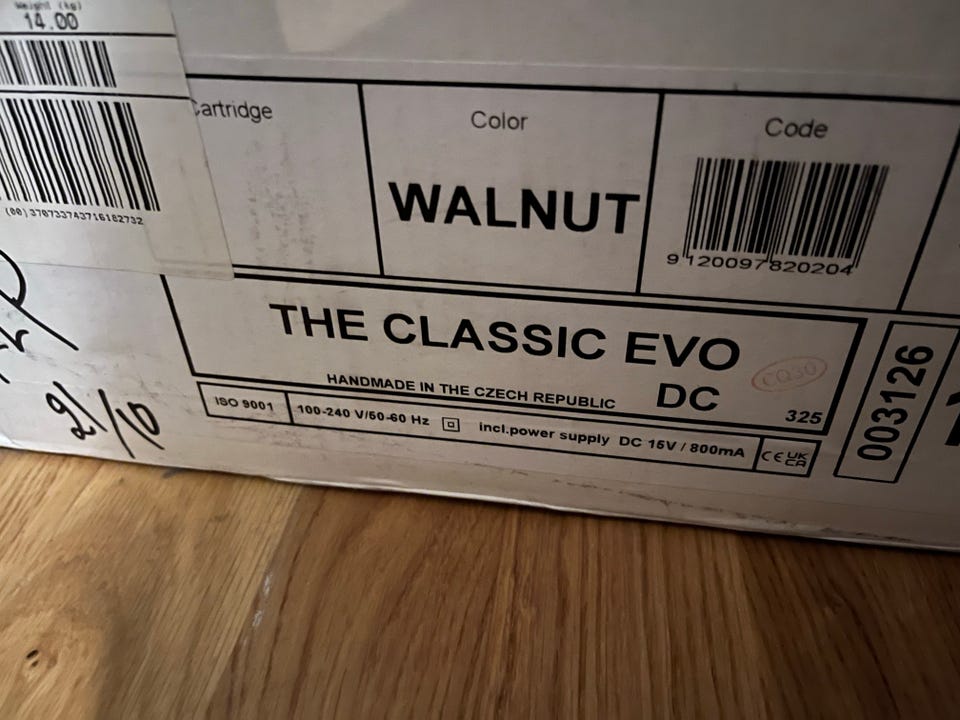 Weight (kg)
14.00
(00)370733743716182732
Cartridge
Color
WALNUT
Code
9 120097 820204
THE CLASSIC EVO
HANDMADE IN THE CZECH REPUBLIC
DC
325
ISO 9001
100-240 V/50-60 Hz
incl.power supply DC 15V / 800mA
CE UK CA
003126
2/10